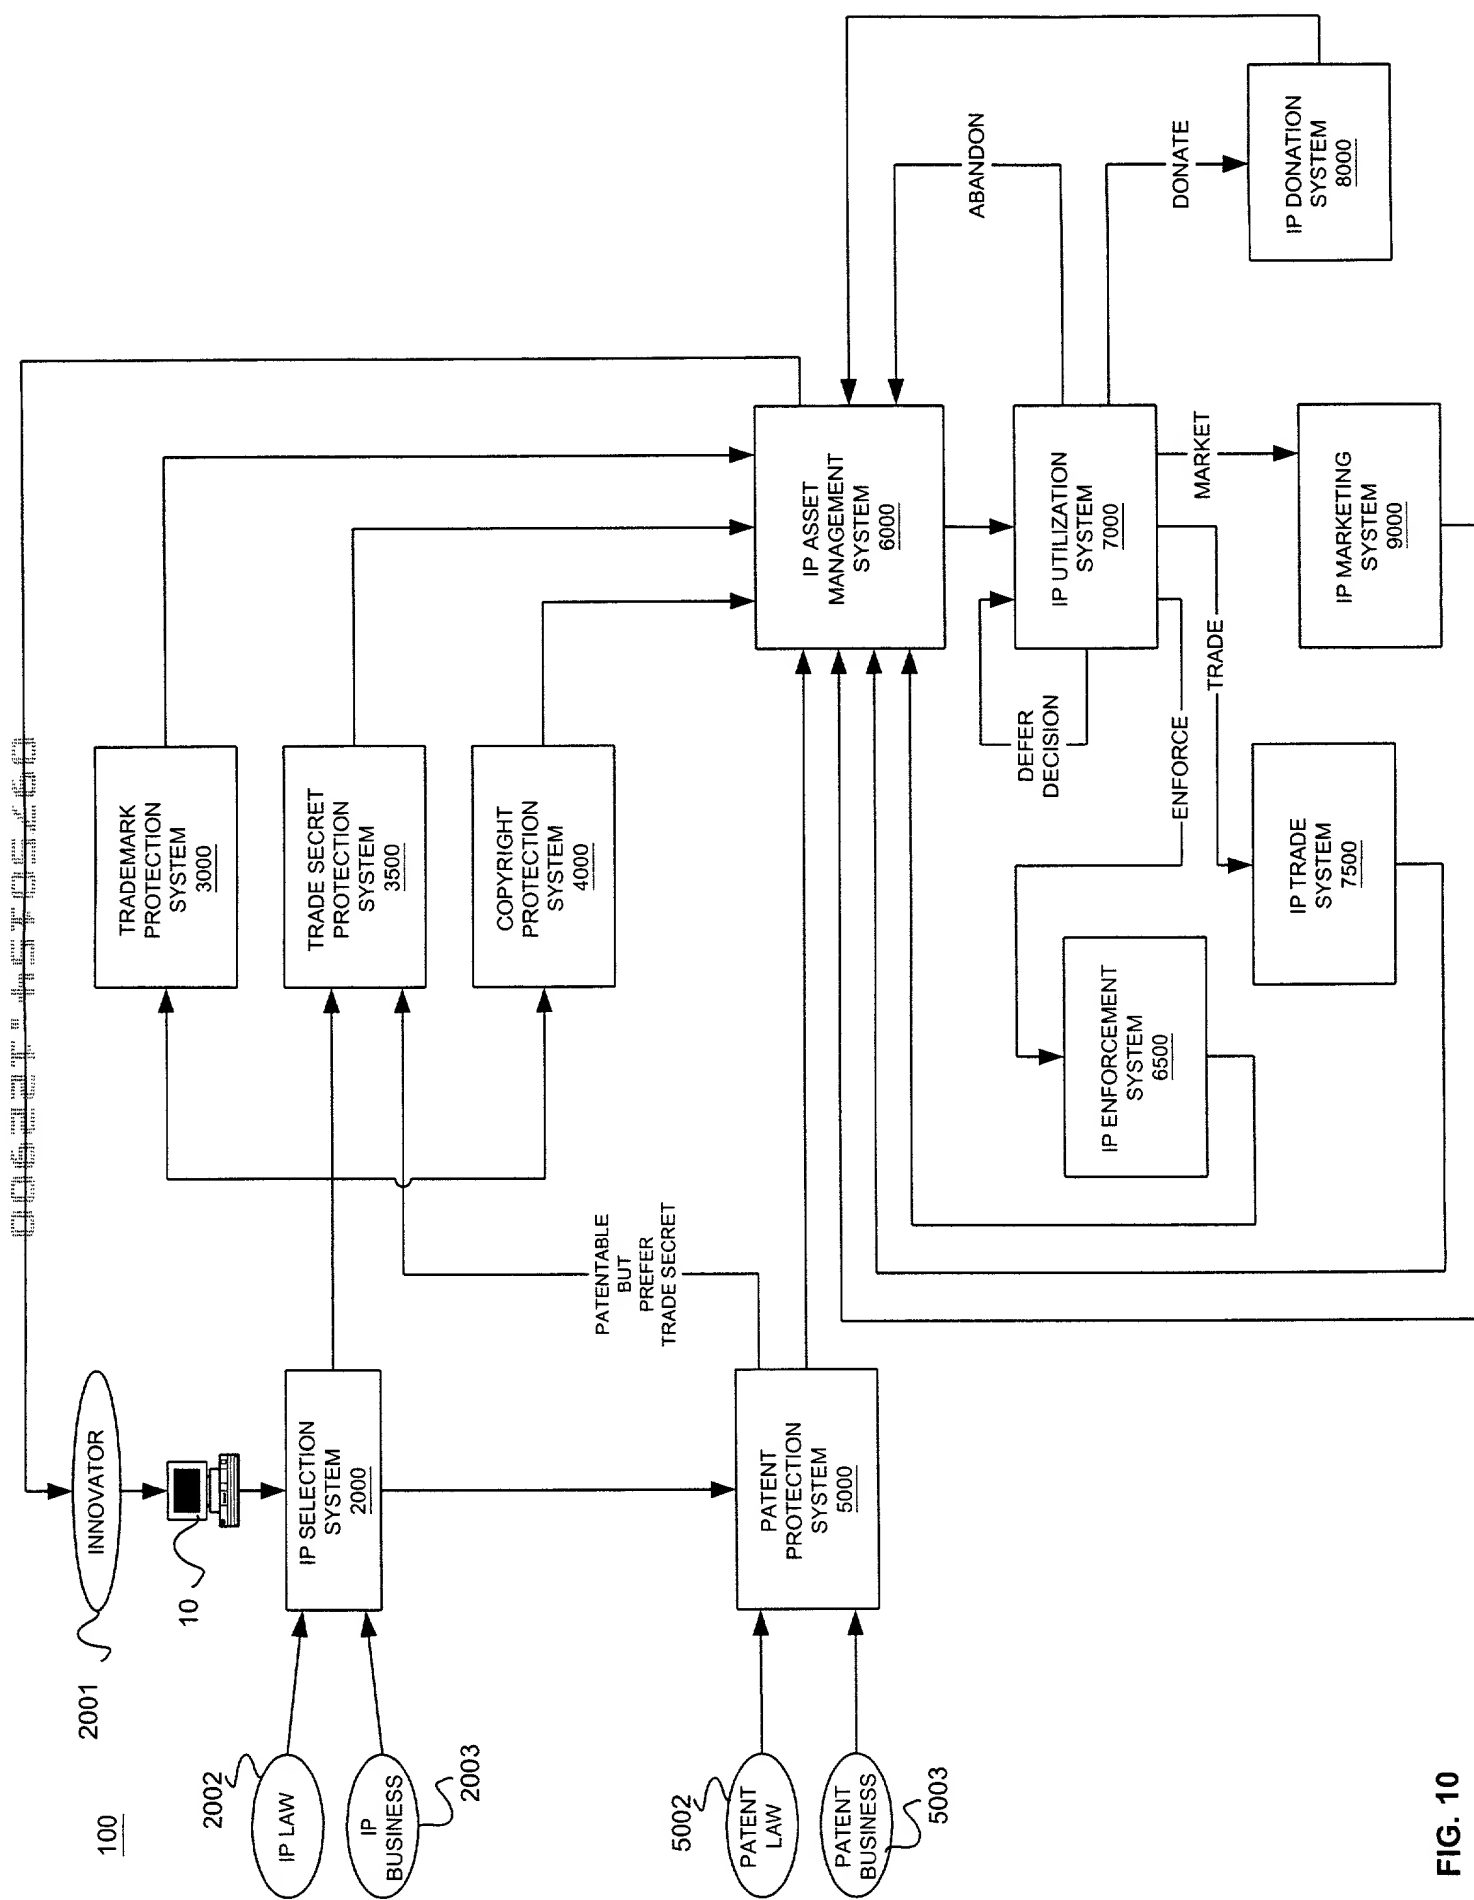 100
2001
INNOVATOR
10
2002
IP LAW
IP
BUSINESS
2003
IP SELECTION
SYSTEM
2000
TRADEMARK
PROTECTION
SYSTEM
3000
TRADE SECRET
PROTECTION
SYSTEM
3500
COPYRIGHT
PROTECTION
SYSTEM
4000
PATENTABLE
BUT
PREFER
TRADE SECRET
5002
PATENT
LAW
PATENT
BUSINESS
5003
PATENT
PROTECTION
SYSTEM
5000
IP ASSET
MANAGEMENT
SYSTEM
6000
ABANDON
DEFER
DECISION
IP UTILIZATION
SYSTEM
7000
DONATE
ENFORCE
TRADE
MARKET
IP ENFORCEMENT
SYSTEM
6500
IP TRADE
SYSTEM
7500
IP MARKETING
SYSTEM
9000
IP DONATION
SYSTEM
8000
FIG. 10